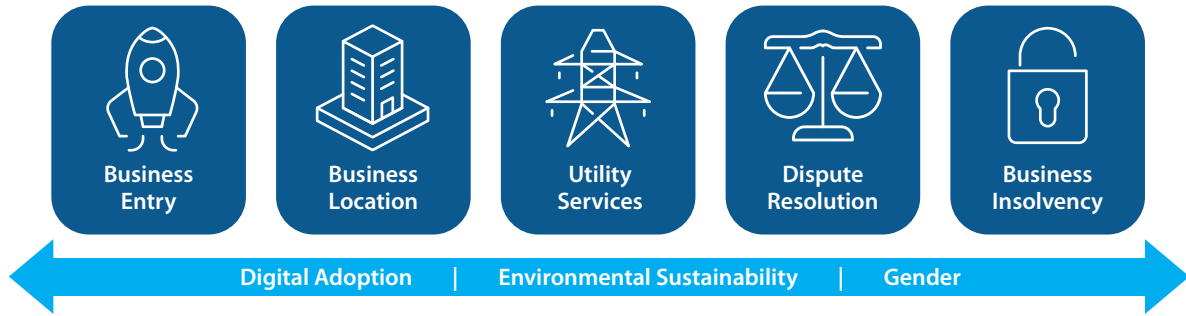 Business
Entry
Business
Location
Utility
Services
Dispute
Resolution
Business
Insolvency
Digital Adoption | Environmental Sustainability | Gender